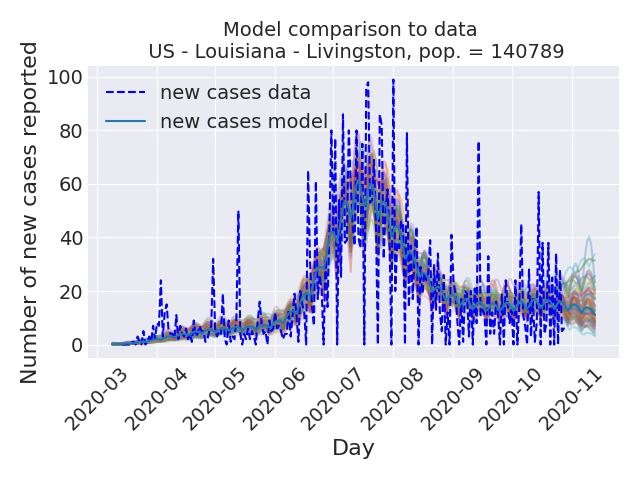 Model comparison to data
US - Louisiana - Livingston, pop. = 140789
Number of new cases reported
100
80
60
40
20
0
new cases data
new cases model
2020-03
2020-04
2020-05
2020-06
2020-07
2020-08
2020-09
2020-10
2020-11
Day